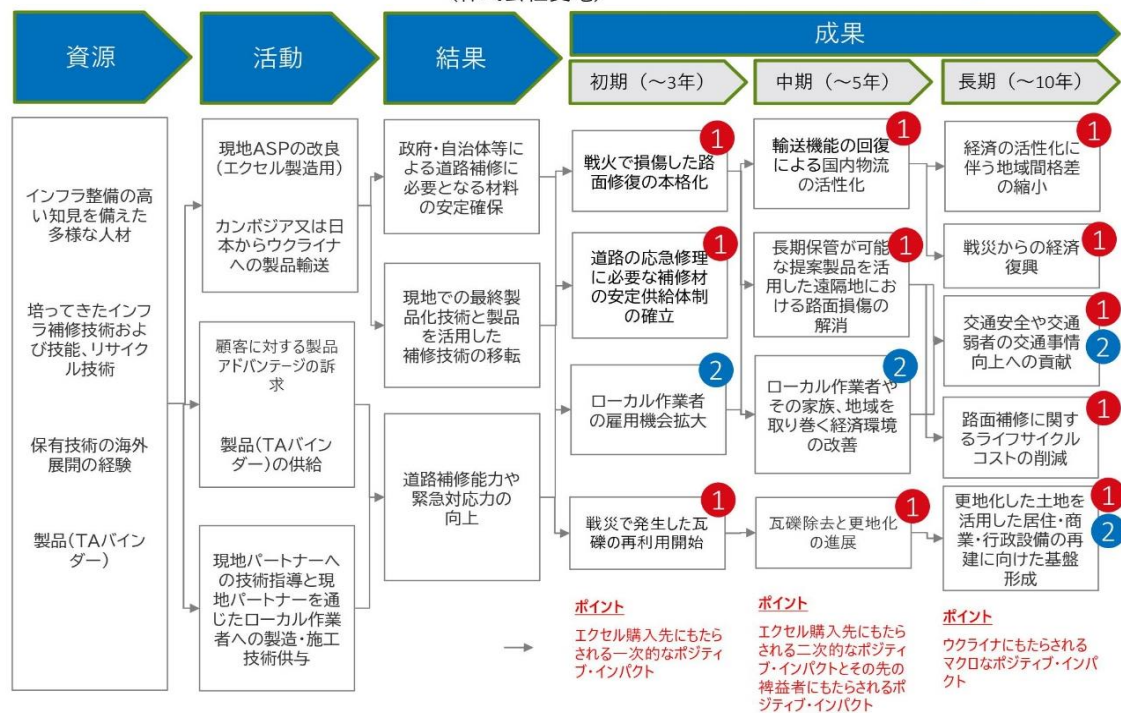 資源
活動
結果
成果
初期（～3年）
中期（～5年）
長期（～10年）
インフラ整備の高
い知見を備えた
多様な人材
培ってきたインフ
ラ補修技術およ
び技能、リサイク
ル技術
保有技術の海外
展開の経験
製品(TAバイン
ダー)
現地ASPの改良
(エクセル製造用)
カンボジア又は日
本からウクライナ
への製品輸送
顧客に対する製品
アドバンテージの訴
求
製品(TAバイン
ダー)の供給
現地パートナーへ
の技術指導と現
地パートナーを通
じたローカル作業
者への製造・施工
技術供与
政府・自治体等に
よる道路補修に
必要となる材料
の安定確保
現地での最終製
品化技術と製品
を活用した
補修技術の移転
道路補修能力や
緊急対応力の
向上
1
戦火で損傷した路
面修復の本格化
1
道路の応急修理
に必要な補修材
の安定供給体制
の確立
2
ローカル作業者
の雇用機会拡大
1
戦災で発生した瓦
礫の再利用開始
1
輸送機能の回復
による国内物流
の活性化
1
長期保管が可能
な提案製品を活
用した遠隔地にお
ける路面損傷の
解消
2
ローカル作業者や
その家族、地域を
取り巻く経済環境
の改善
1
瓦礫除去と更地化
の進展
1
経済の活性化に
伴う地域間格差
の縮小
1
戦災からの経済
復興
1
2
交通安全や交通
弱者の交通事情
向上への貢献
1
路面補修に関す
るライフサイクル
コストの削減
1
2
更地化した土地を
活用した居住・商
業・行政設備の再
建に向けた基盤
形成
ポイント
エクセル購入先にもたら
される一次的なポジティ
ブ・インパクト
ポイント
エクセル購入先にもたら
される二次的なポジティ
ブ・インパクトとその先の
裨益者にもたらされるポ
ジティブ・インパクト
ポイント
ウクライナにもたらされる
マクロなポジティブ・インパ
クト